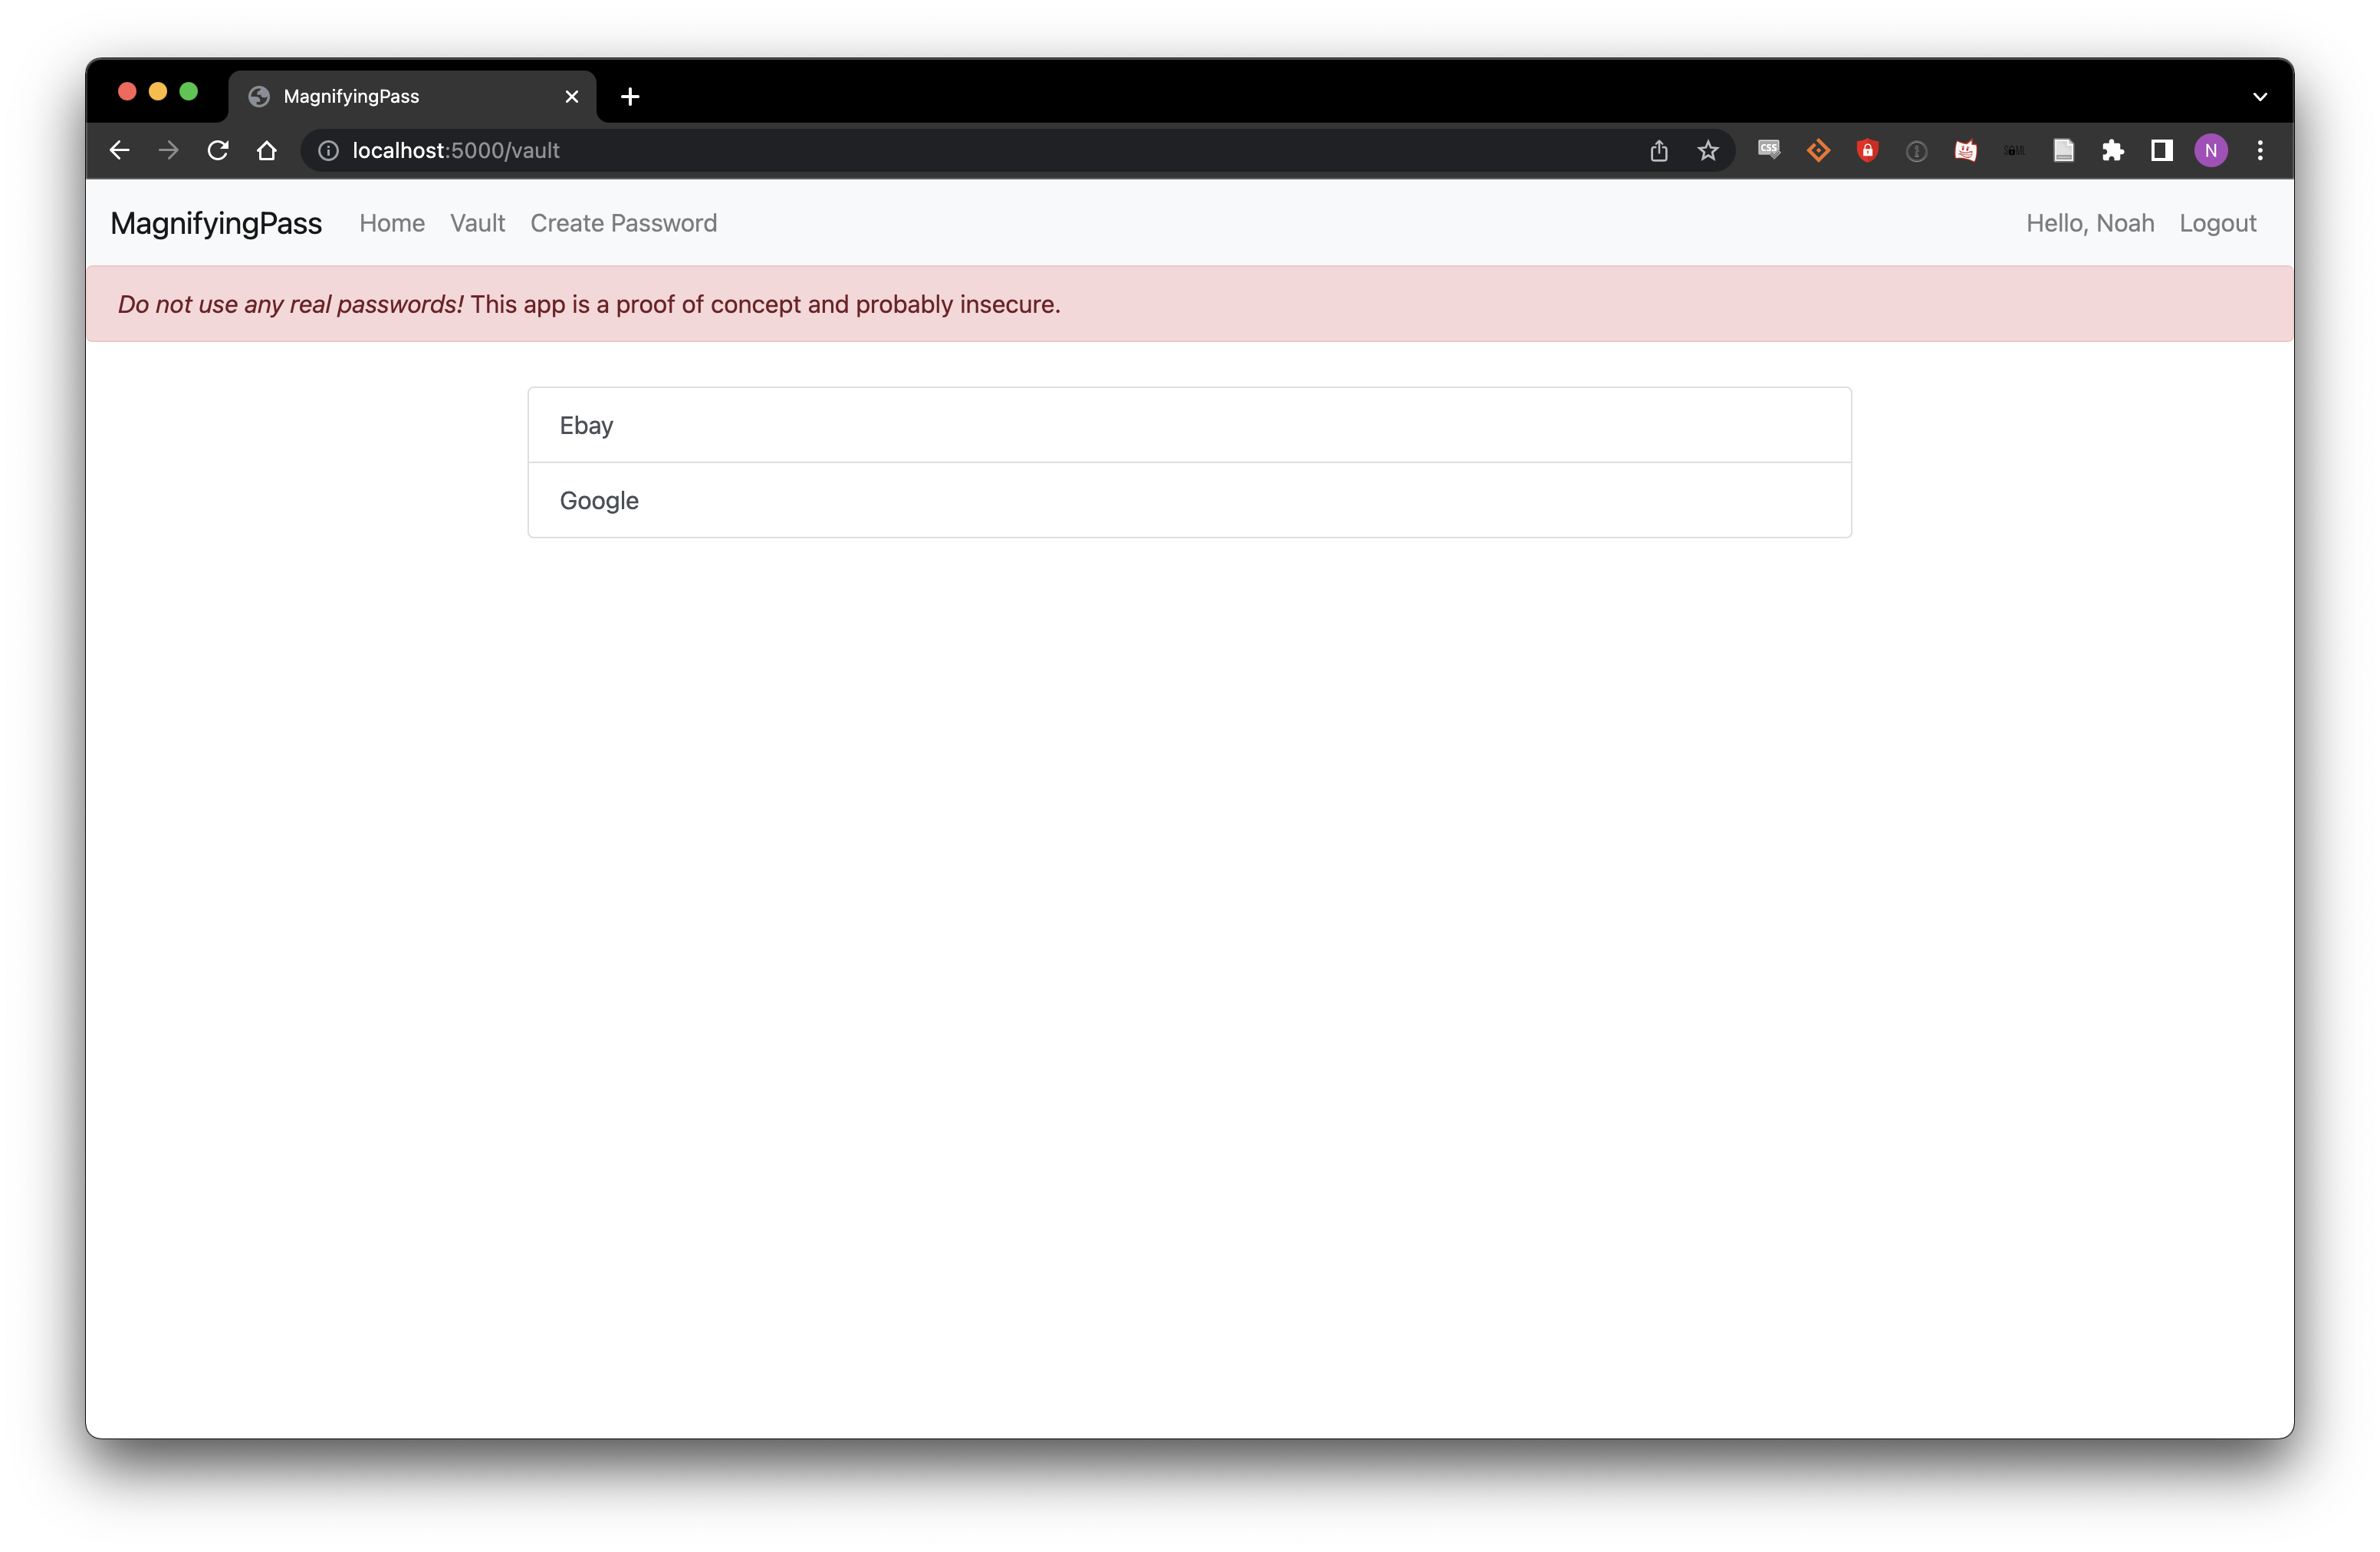 MagnifyingPass
localhost:5000/vault
CSS
N
MagnifyingPass Home Vault Create Password Hello, Noah Logout
Do not use any real passwords! This app is a proof of concept and probably insecure.
Ebay
Google